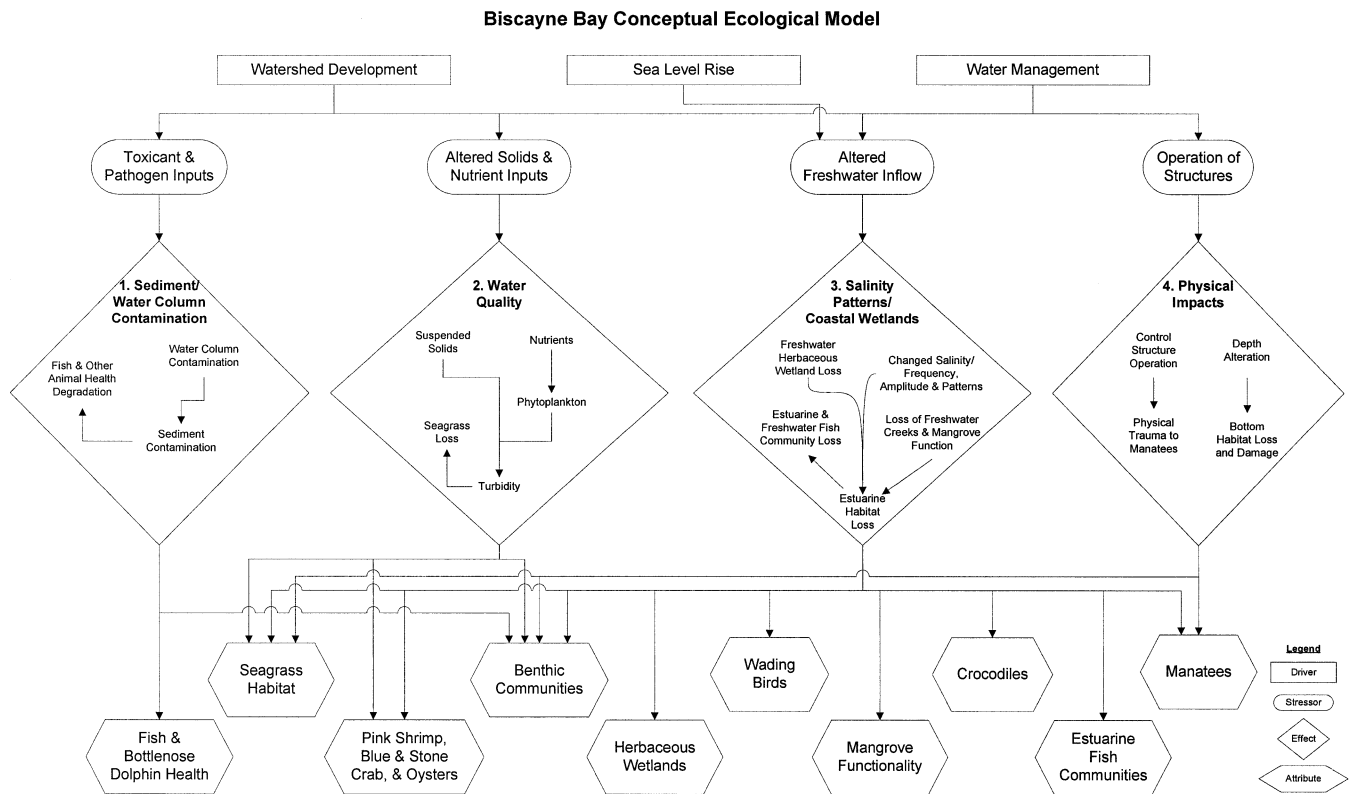 Biscayne Bay Conceptual Ecological Model
Watershed Development
Sea Level Rise
Water Management
Toxicant &
Pathogen Inputs
Altered Solids &
Nutrient Inputs
Altered
Freshwater Inflow
Operation of
Structures
1. Sediment/
Water Column
Contamination
Water Column
Contamination
Fish & Other
Animal Health
Degradation
Sediment
Contamination
2. Water
Quality
Suspended
Solids
Nutrients
Phytoplankton
Seagrass
Loss
Turbidity
3. Salinity
Patterns/
Coastal Wetlands
Freshwater
Herbaceous
Wetland Loss
Changed Salinity/
Frequency,
Amplitude & Patterns
Estuarine &
Freshwater Fish
Community Loss
Loss of Freshwater
Creeks & Mangrove
Function
Estuarine
Habitat
Loss
4. Physical
Impacts
Control
Structure
Operation
Depth
Alteration
Physical
Trauma to
Manatees
Bottom
Habitat Loss
and Damage
Seagrass
Habitat
Benthic
Communities
Wading
Birds
Crocodiles
Manatees
Fish &
Bottlenose
Dolphin Health
Pink Shrimp,
Blue & Stone
Crab, & Oysters
Herbaceous
Wetlands
Mangrove
Functionality
Estuarine
Fish
Communities
Legend
Driver
Stressor
Effect
Attribute